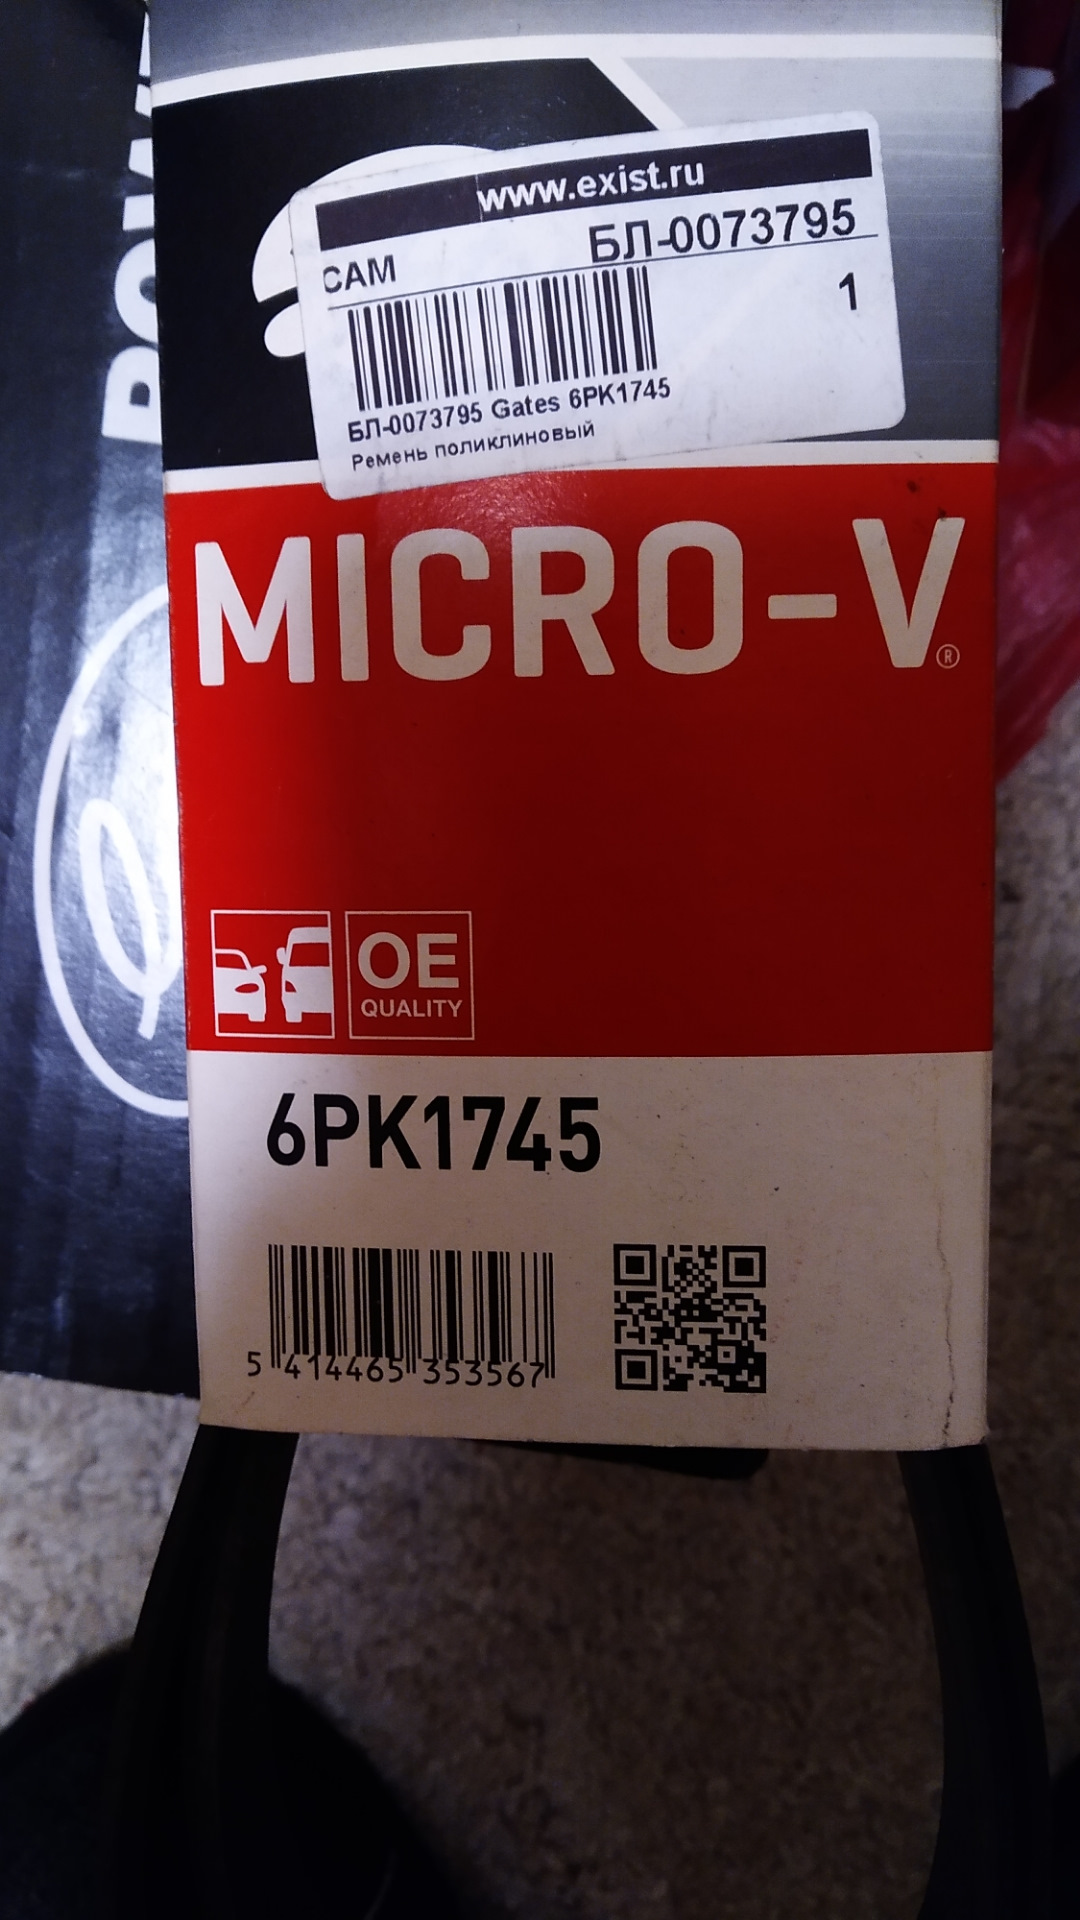 www.exist.ru
БЛ-0073795
САМ
1
БЛ-0073795 Gates 6PK1745
Ремень поликлиновый
MICRO-V®
OE
QUALITY
6PK1745
5 414465 353567